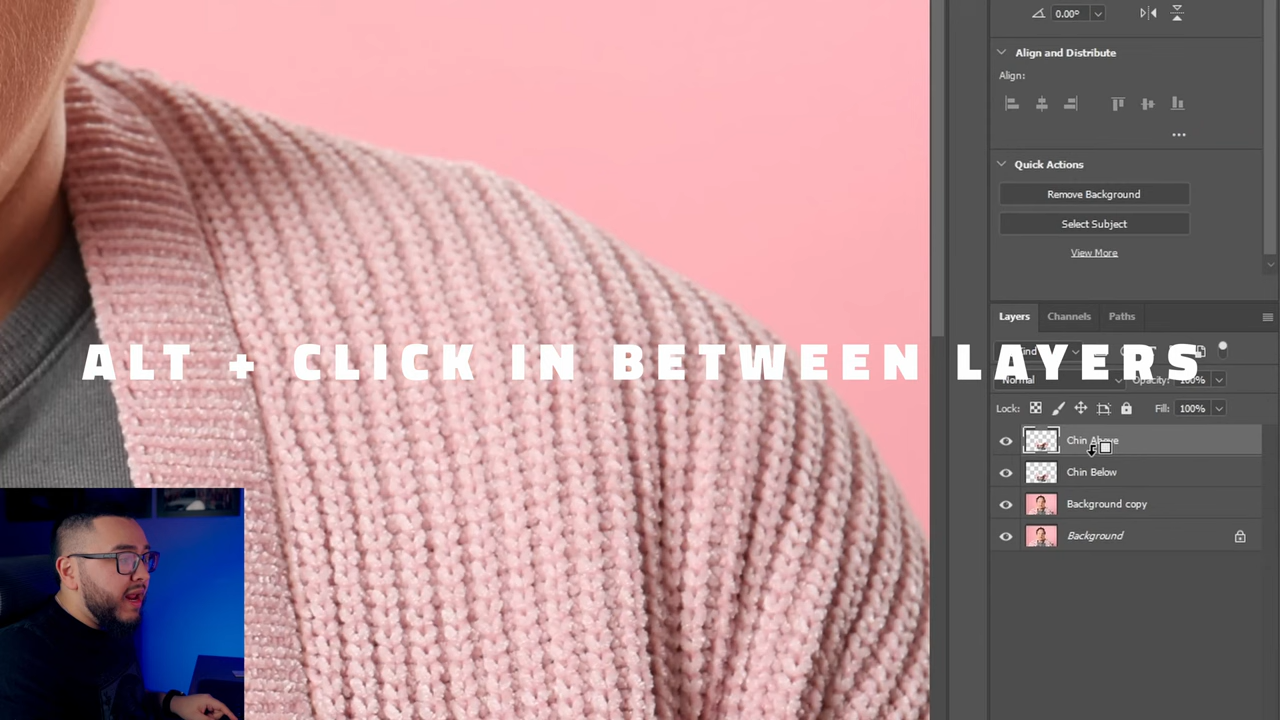 0.00°
Align and Distribute
Align:
Quick Actions
Remove Background
Select Subject
View More
Layers Channels Paths
ALT + CLICK IN BETWEEN LAYERS
Normal Opacity: 100%
Lock: Fill: 100%
Chin Above
Chin Below
Background copy
Background